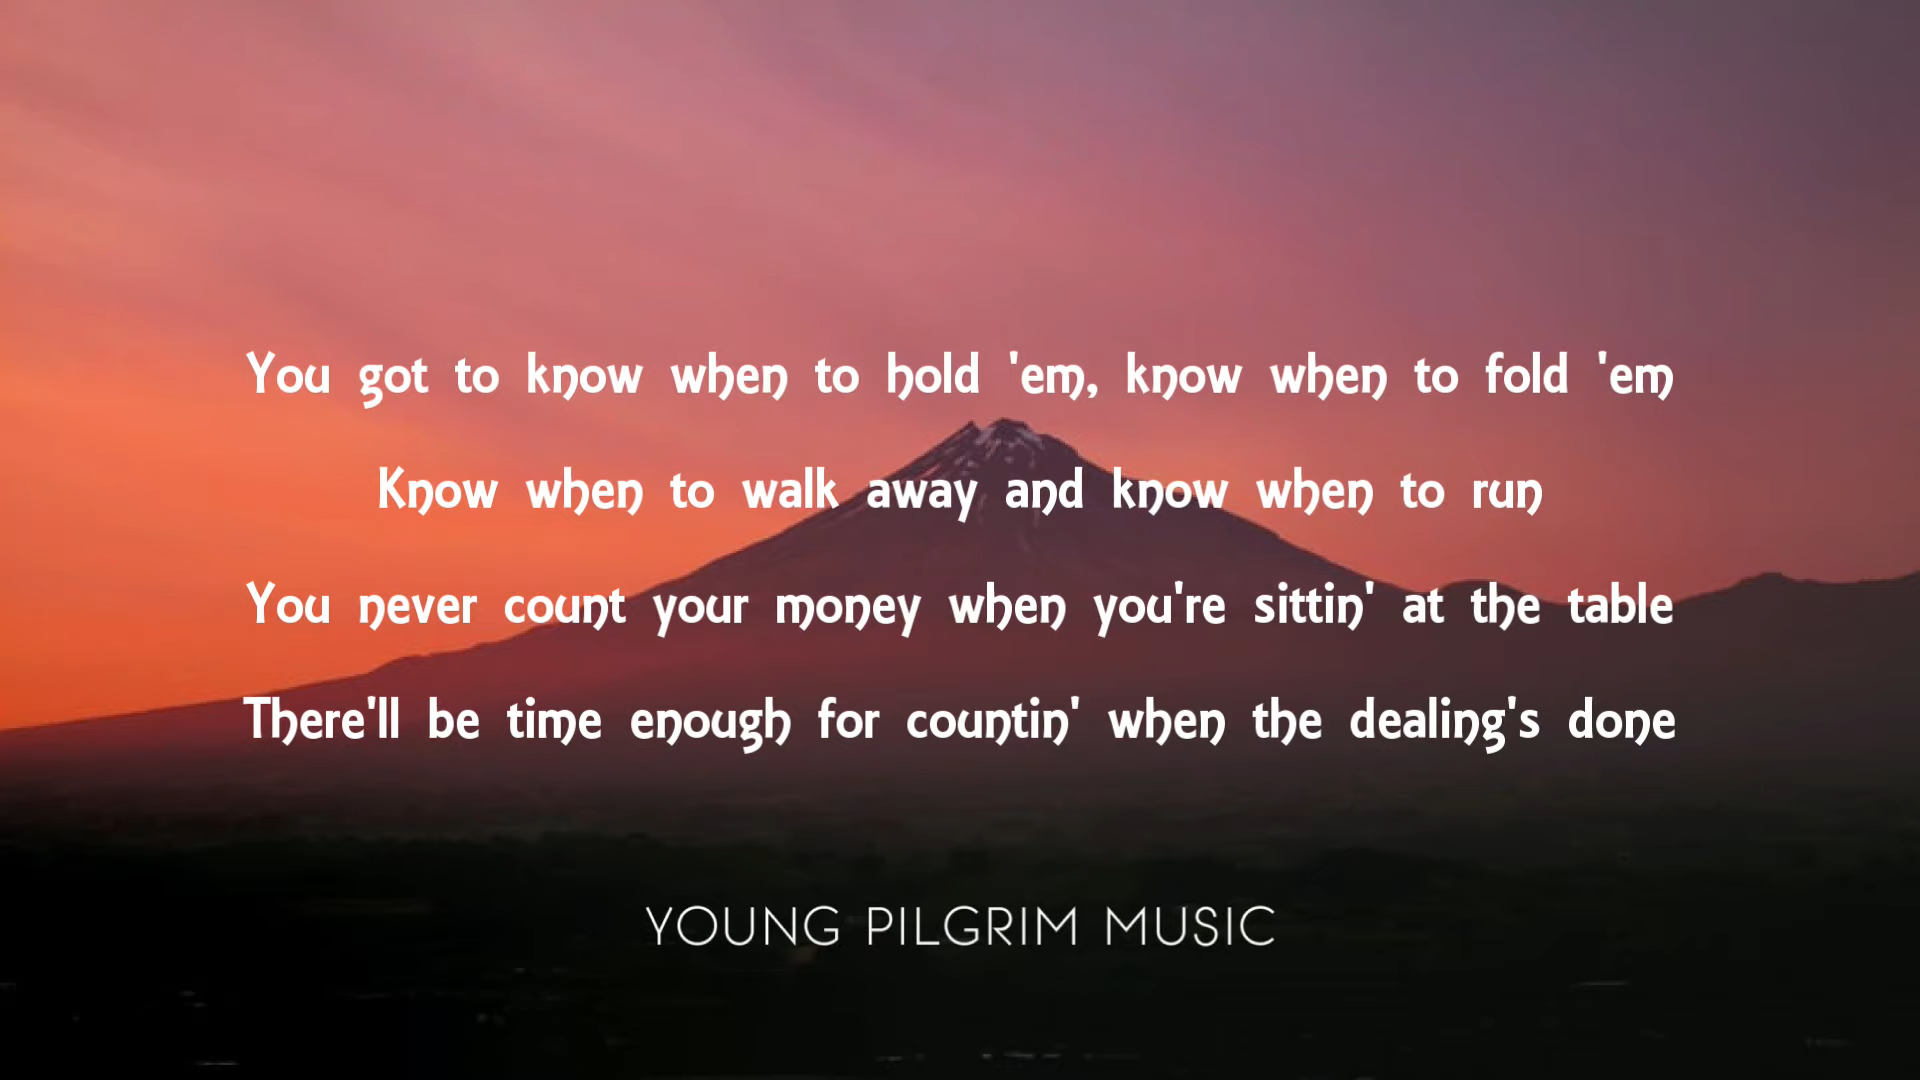 You got to know when to hold 'em, know when to fold 'em
Know when to walk away and know when to run
You never count your money when you're sittin' at the table
There'll be time enough for countin' when the dealing's done
YOUNG PILGRIM MUSIC